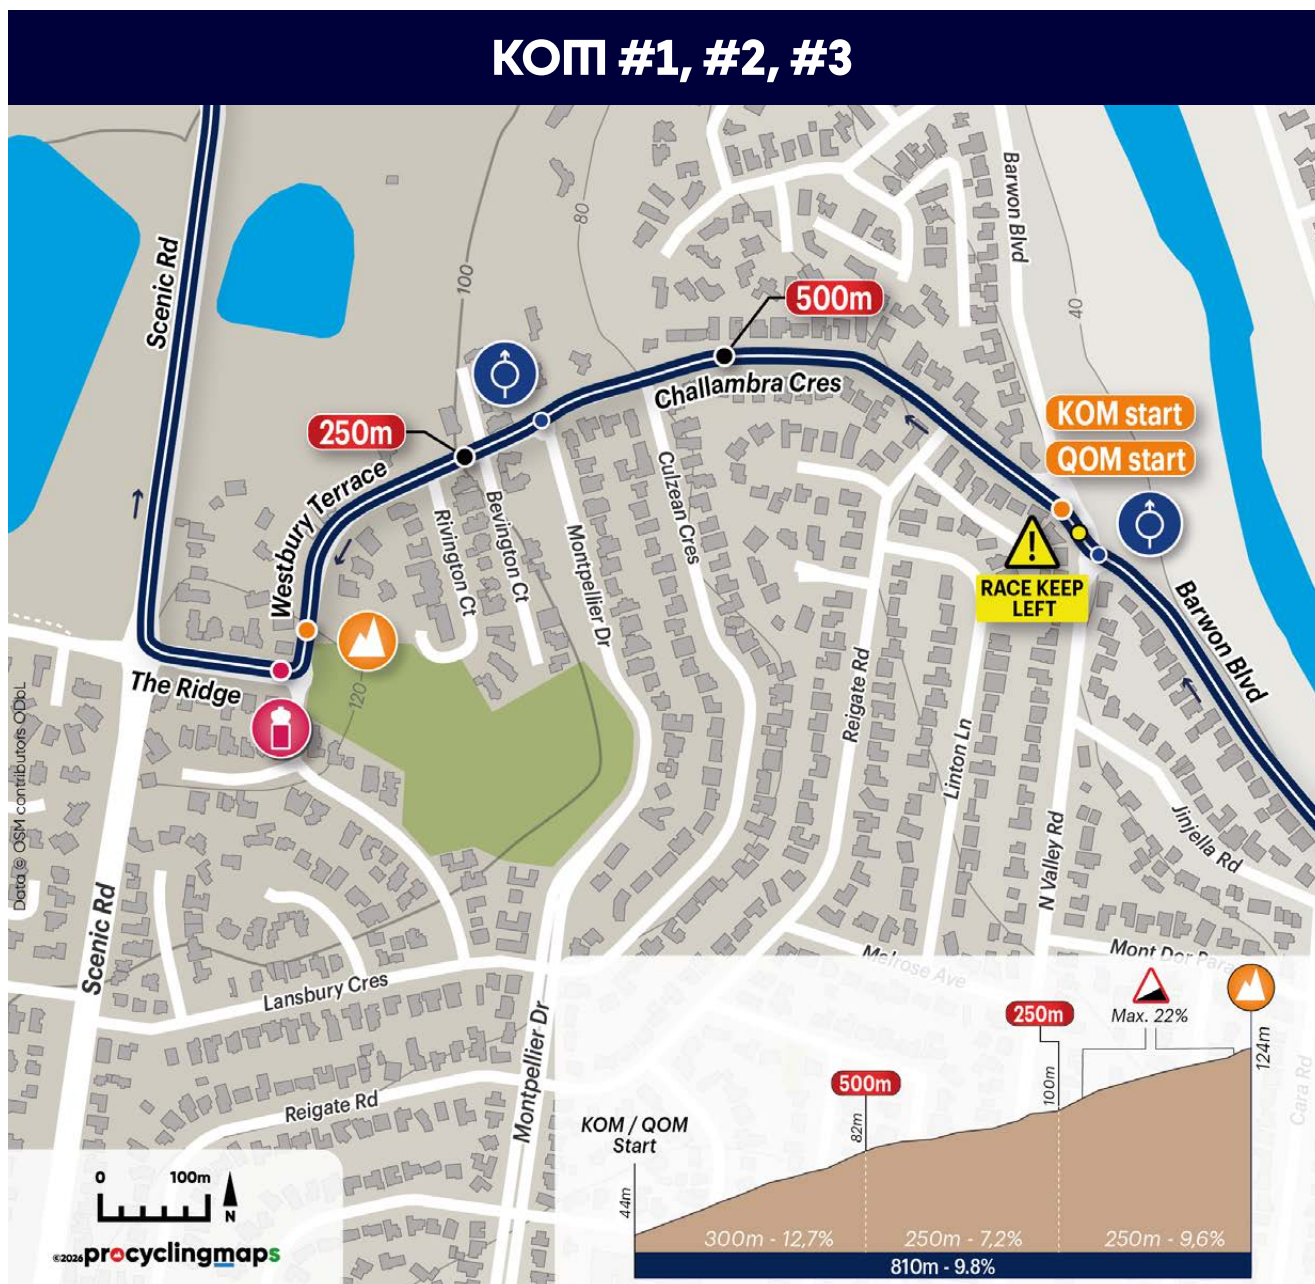 KOM #1, #2, #3
Scenic Rd
100
80
Barwon Blvd
40
500m
Challambra Cres
250m
Westbury Terrace
KOM start
QOM start
!
RACE KEEP
LEFT
Rivington Ct
Bevington Ct
Montpellier Dr
Culzean Cres
Barwon Blvd
The Ridge
120
Reigate Rd
Linton Ln
N Valley Rd
Jinjella Rd
Data @ OSM contributors ODbL
Scenic Rd
Lansbury Cres
Melrose Ave
Mont Dor Para
Montpellier Dr
Reigate Rd
Cara Rd
0 100m
N
©2026 procyclingmaps
KOM / QOM
Start
44m
500m
82m
250m
100m
Max. 22%
124m
300m - 12,7%
250m - 7,2%
250m - 9,6%
810m - 9.8%